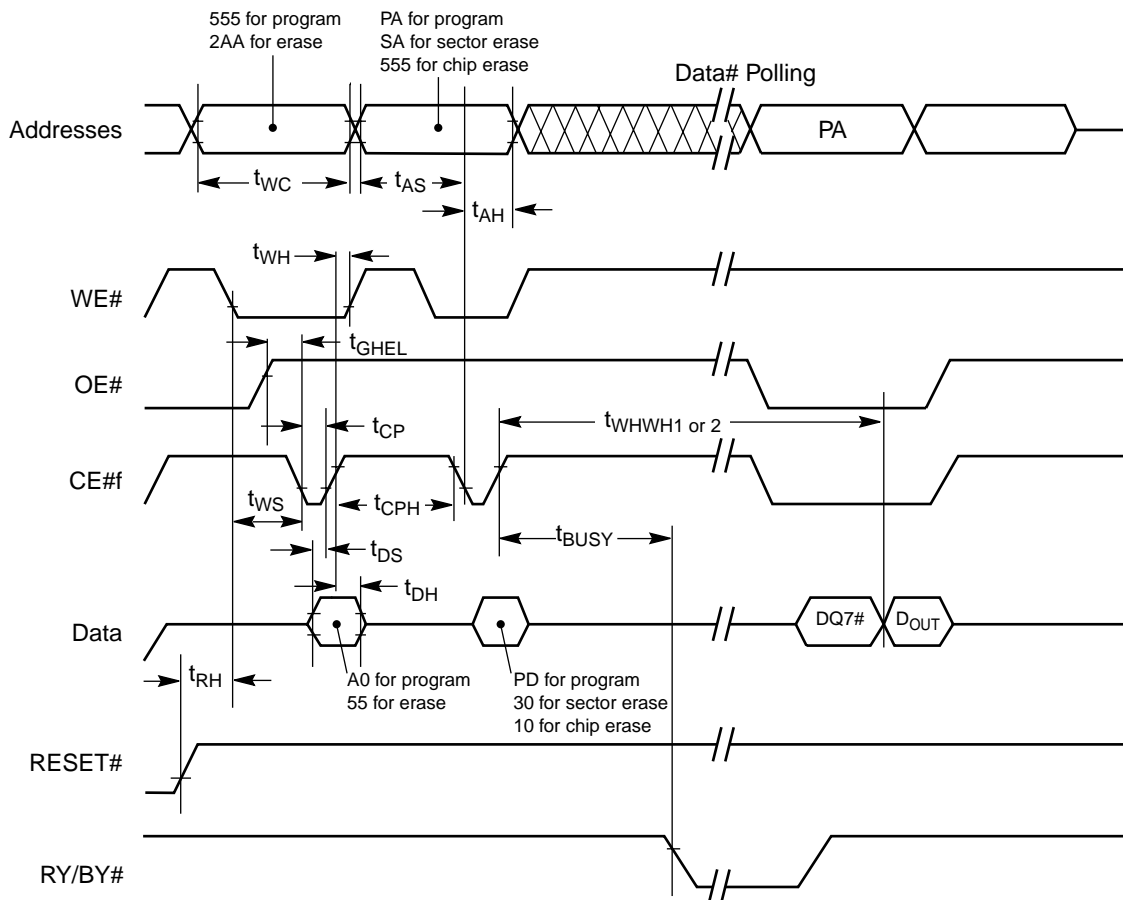 555 for program
2AA for erase
PA for program
SA for sector erase
555 for chip erase
Data# Polling
Addresses
PA
tWC
tAS
tAH
tWH
WE#
tGHEL
OE#
tWHWH1 or 2
tCP
CE#f
tWS
tCPH
tBUSY
tDS
tDH
Data
DQ7#
DOUT
tRH
A0 for program
55 for erase
PD for program
30 for sector erase
10 for chip erase
RESET#
RY/BY#